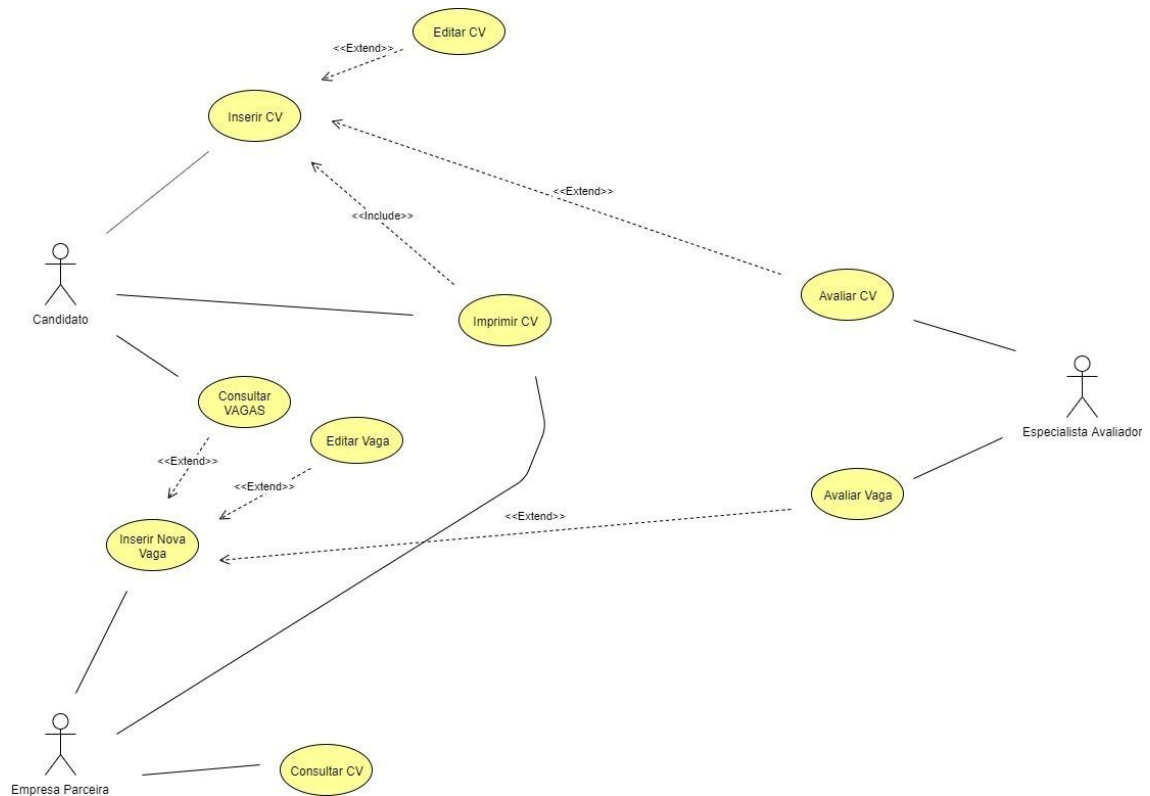 Editar CV
<<Extend>>
Inserir CV
<<Extend>>
<<Include>>
Avaliar CV
Candidato
Imprimir CV
Consultar
VAGAS
Editar Vaga
Especialista Avaliador
<<Extend>>
<<Extend>>
Avaliar Vaga
<<Extend>>
Inserir Nova
Vaga
Consultar CV
Empresa Parceira